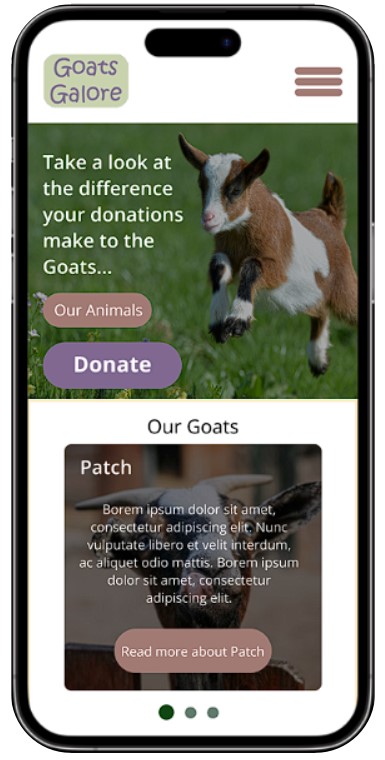 Goats
Galore
Take a look at
the difference
your donations
make to the
Goats...
Our Animals
Donate
Our Goats
Patch
Borem ipsum dolor sit amet,
consectetur adipiscing elit. Nunc
vulputate libero et velit interdum,
ac aliquet odio mattis. Borem ipsum
dolor sit amet, consectetur
adipiscing elit.
Read more about Patch